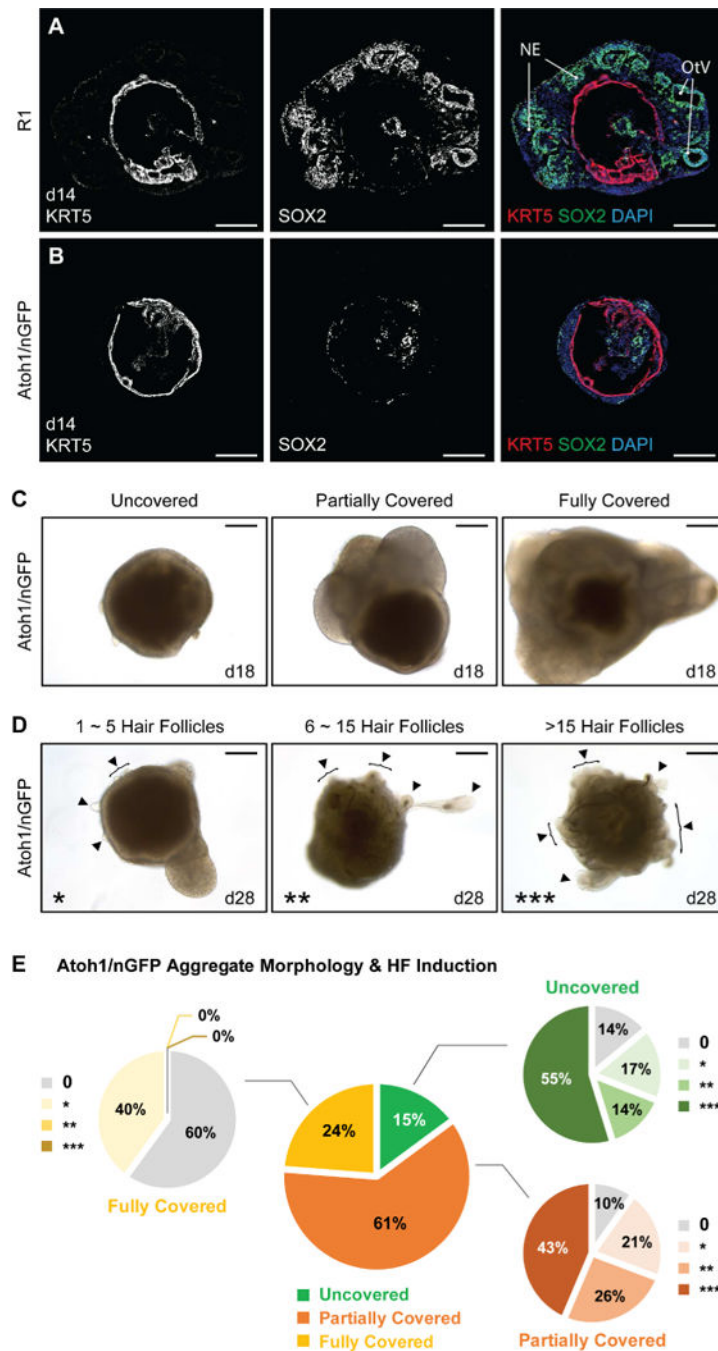 A
R1
d14
KRT5
SOX2
NE
OtV
KRT5 SOX2 DAPI
B
Atoh1/nGFP
d14
KRT5
SOX2
KRT5 SOX2 DAPI
C
Uncovered
Partially Covered
Fully Covered
Atoh1/nGFP
d18
d18
d18
D
1 ~ 5 Hair Follicles
6 ~ 15 Hair Follicles
>15 Hair Follicles
Atoh1/nGFP
*
d28
**
d28
***
d28
E Atoh1/nGFP Aggregate Morphology & HF Induction
0%
0%
40%
60%
0
*
**
***
Fully Covered
24%
15%
61%
Uncovered
Partially Covered
Fully Covered
Uncovered
14%
17%
14%
55%
0
*
**
***
10%
21%
26%
43%
0
*
**
***
Partially Covered